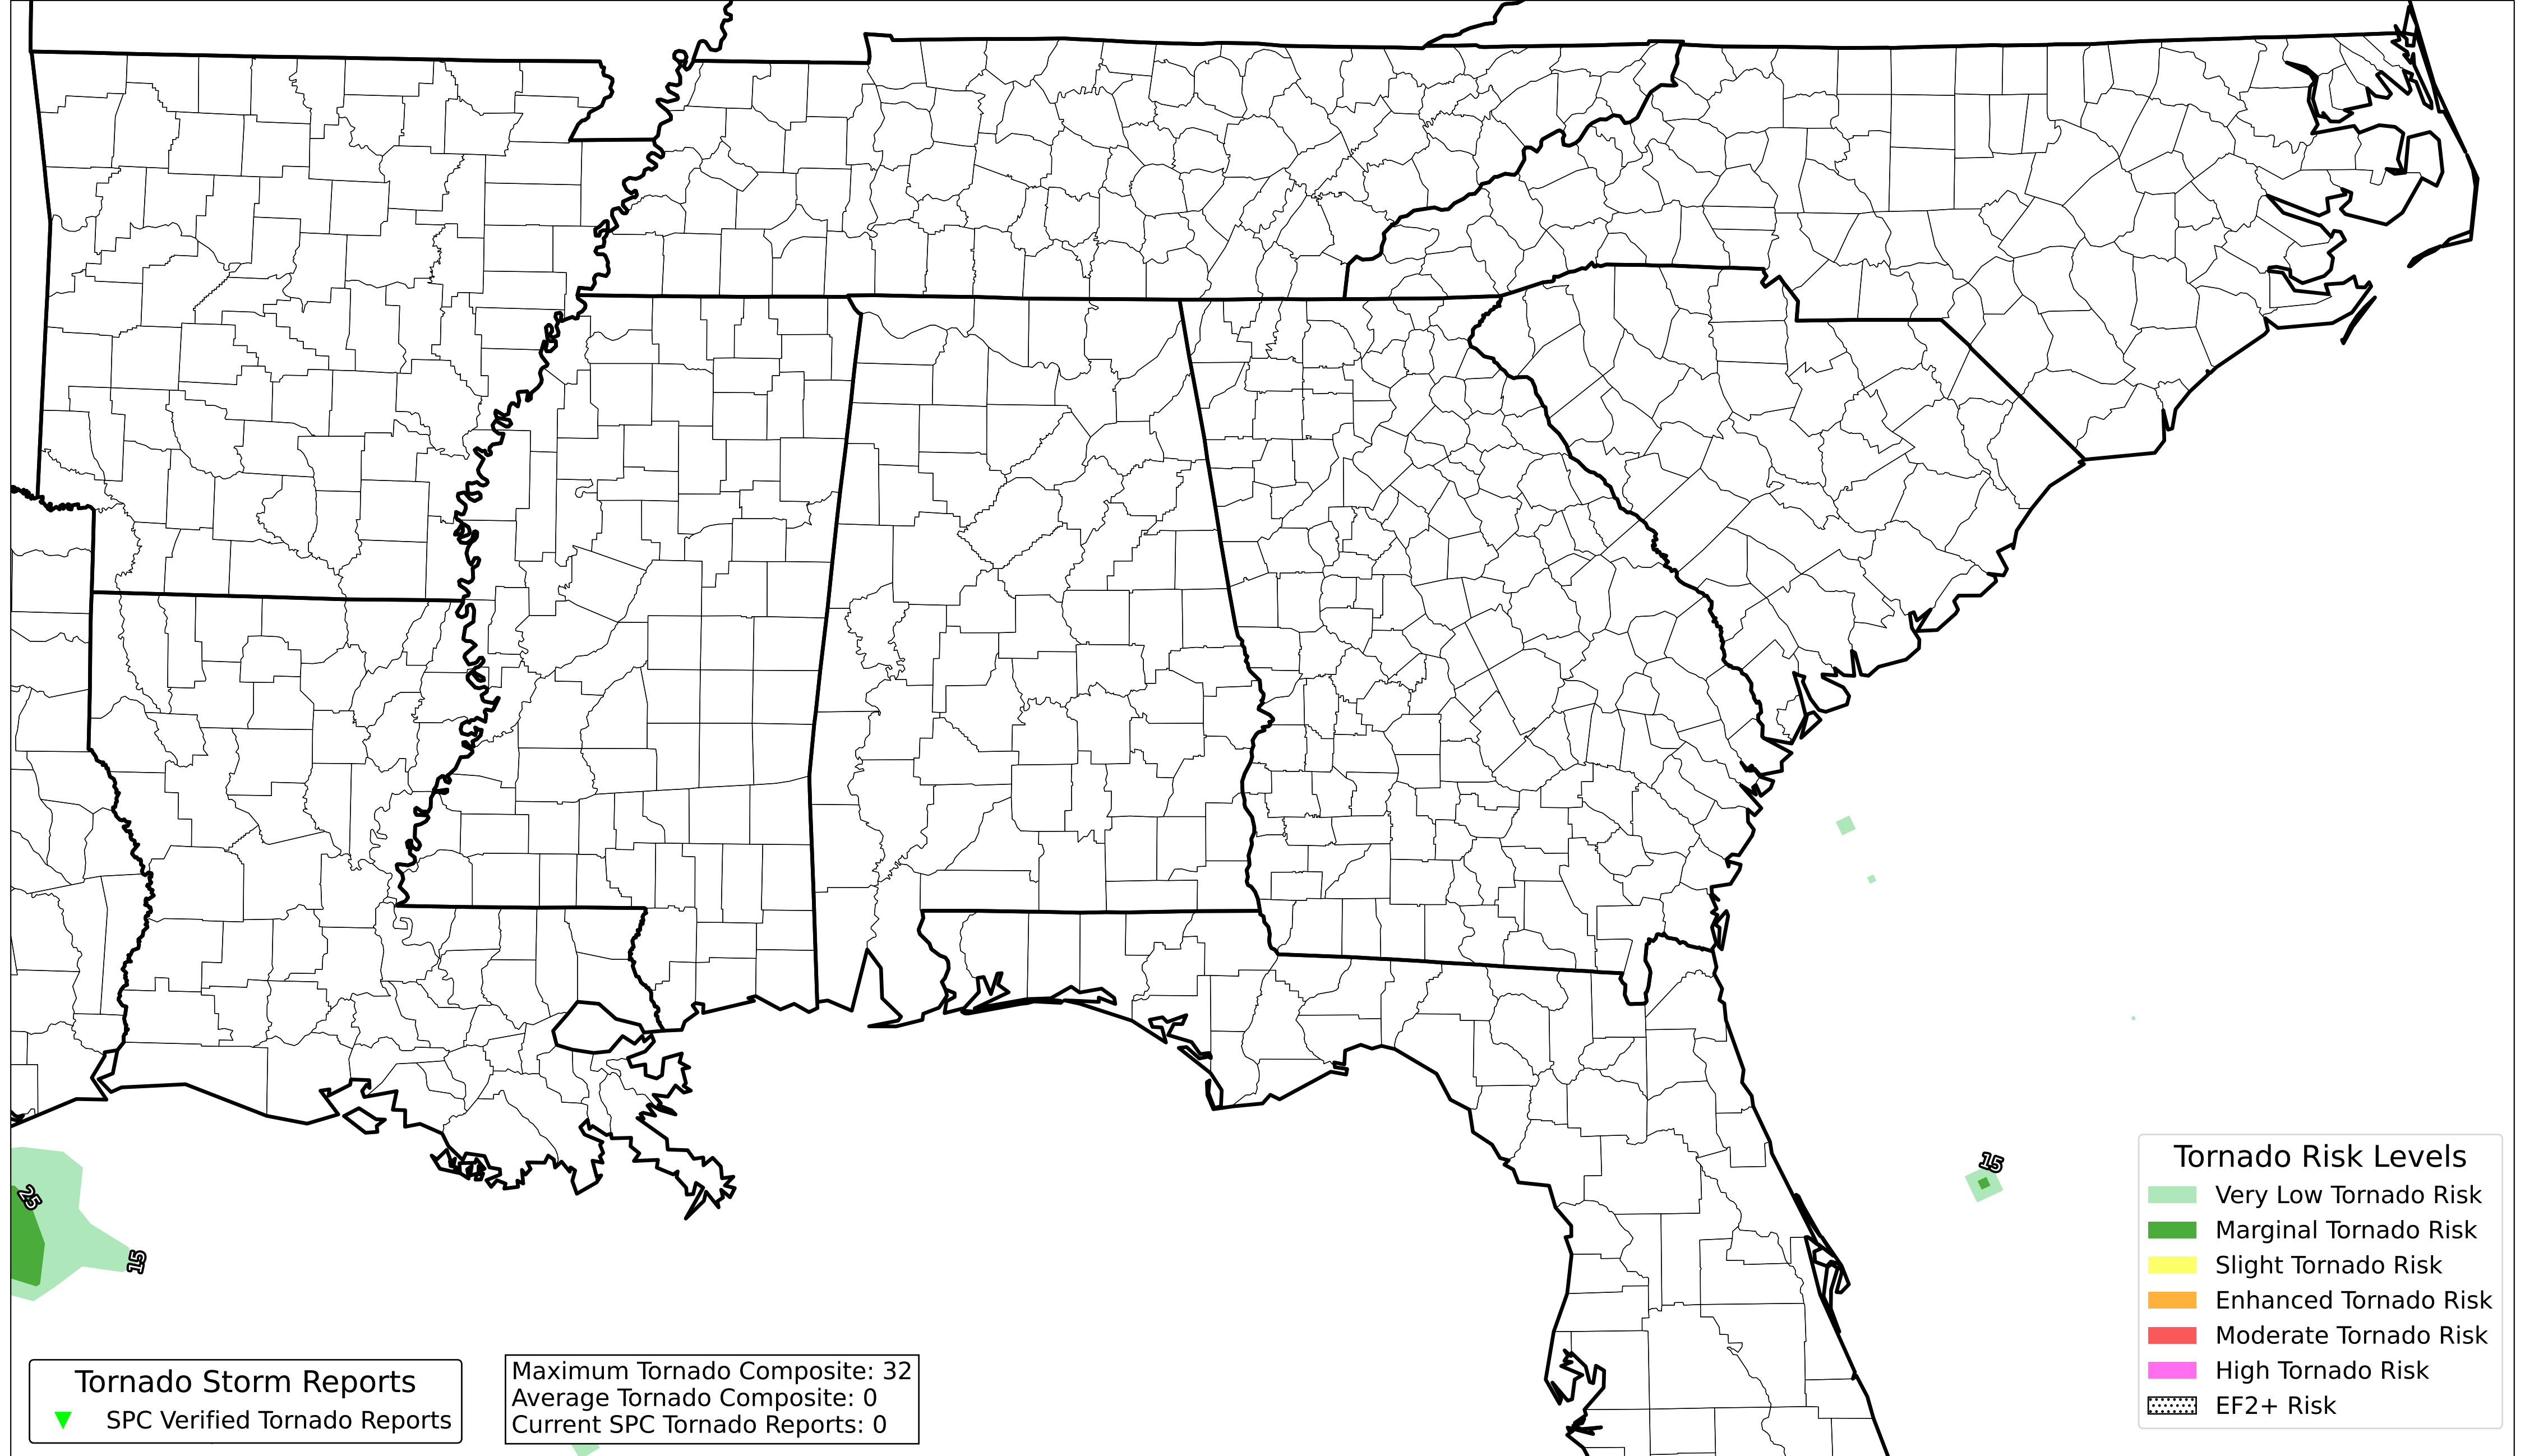 15
25
15
Tornado Risk Levels
Very Low Tornado Risk
Marginal Tornado Risk
Slight Tornado Risk
Enhanced Tornado Risk
Moderate Tornado Risk
High Tornado Risk
EF2+ Risk
Tornado Storm Reports
SPC Verified Tornado Reports
Maximum Tornado Composite: 32
Average Tornado Composite: 0
Current SPC Tornado Reports: 0